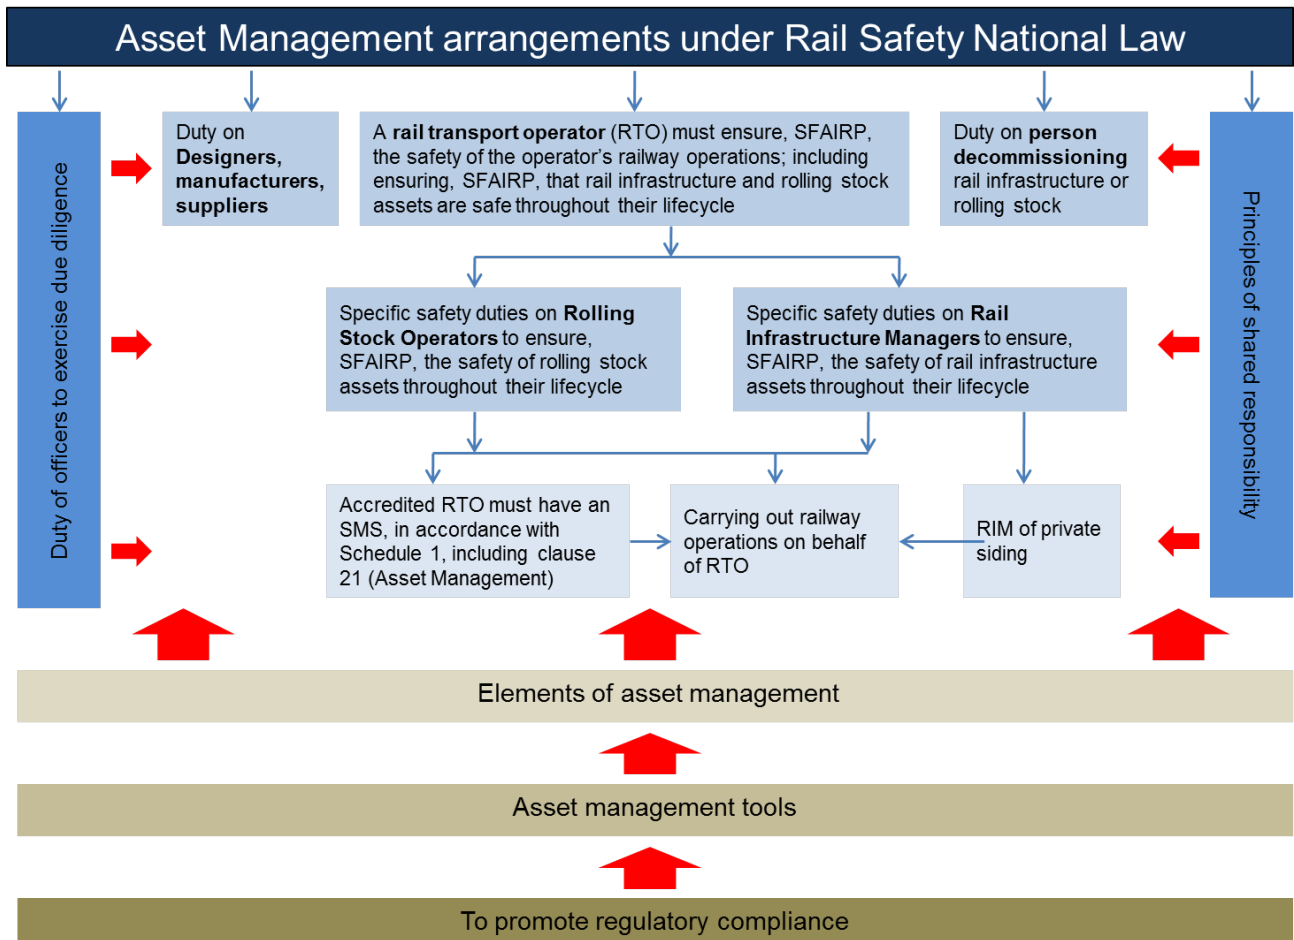 Asset Management arrangements under Rail Safety National Law
Duty of officers to exercise due diligence
Duty on
Designers,
manufacturers,
suppliers
A rail transport operator (RTO) must ensure, SFAIRP,
the safety of the operator's railway operations; including
ensuring, SFAIRP, that rail infrastructure and rolling stock
assets are safe throughout their lifecycle
Duty on person
decommissioning
rail infrastructure or
rolling stock
Principles of shared responsibility
Specific safety duties on Rolling
Stock Operators to ensure,
SFAIRP, the safety of rolling stock
assets throughout their lifecycle
Specific safety duties on Rail
Infrastructure Managers to ensure,
SFAIRP, the safety of rail infrastructure
assets throughout their lifecycle
Accredited RTO must have an
SMS, in accordance with
Schedule 1, including clause
21 (Asset Management)
Carrying out railway
operations on behalf
of RTO
RIM of private
siding
Elements of asset management
Asset management tools
To promote regulatory compliance